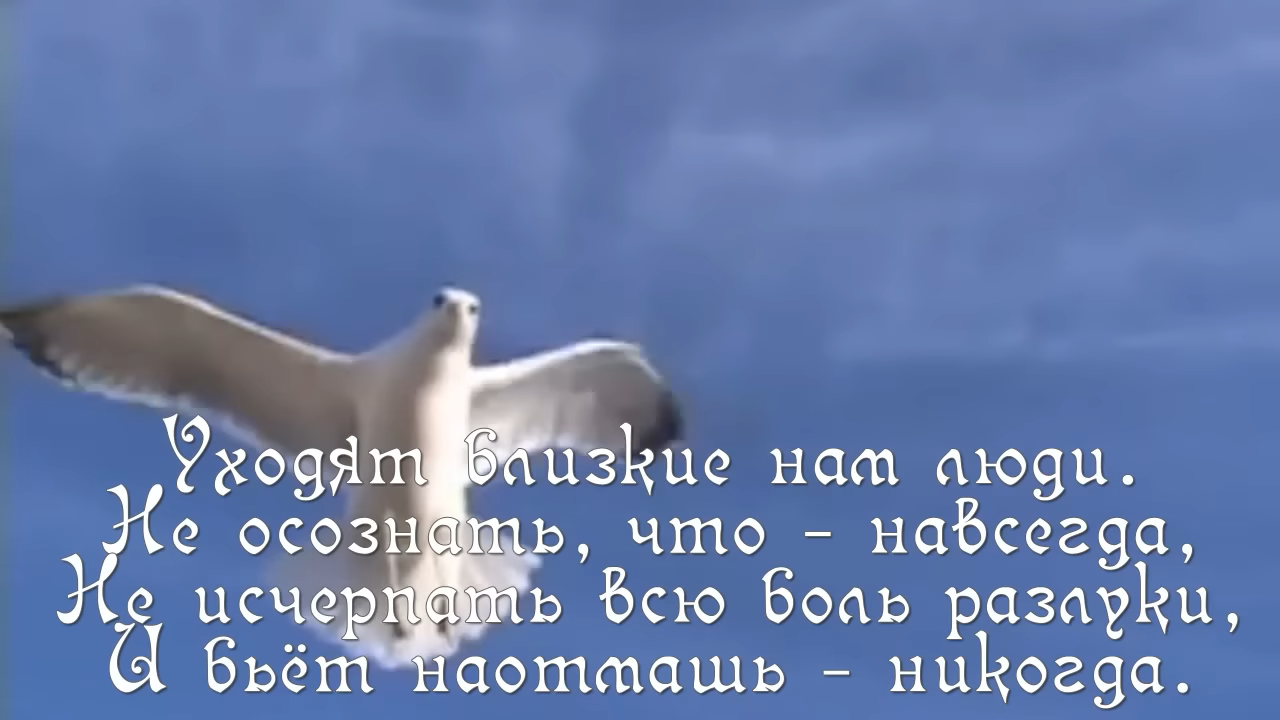 Уходят близкие нам люди.
Не осознать, что - навсегда,
Не исчерпать всю боль разлуки,
И бьёт наотмашь - никогда.